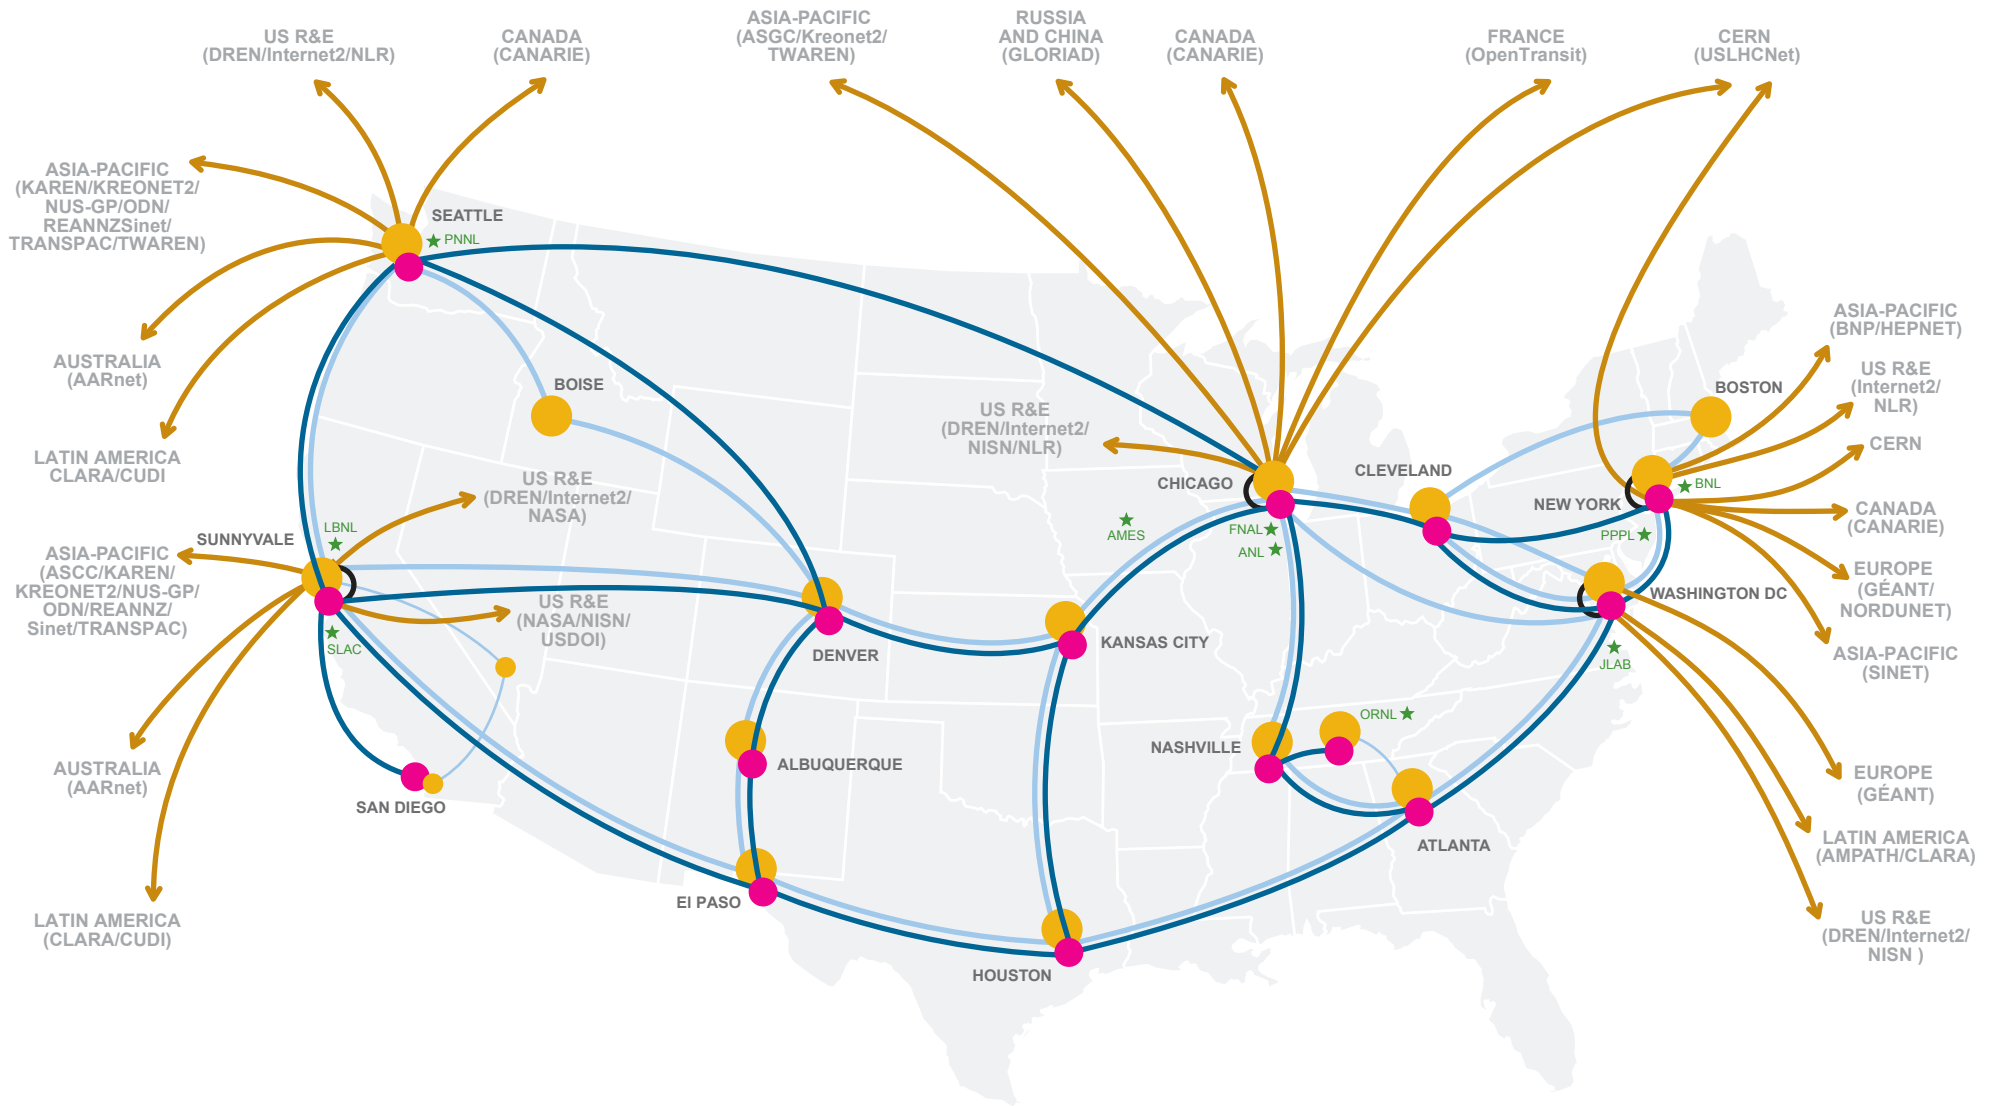 US R&E
(DREN/Internet2/NLR)
CANADA
(CANARIE)
ASIA-PACIFIC
(ASGC/Kreonet2/
TWAREN)
RUSSIA
AND CHINA
(GLORIAD)
CANADA
(CANARIE)
FRANCE
(OpenTransit)
CERN
(USLHCNet)
ASIA-PACIFIC
(KAREN/KREONET2/
NUS-GP/ODN/
REANNZSinet/
TRANSPAC/TWAREN)
SEATTLE
PNNL
AUSTRALIA
(AARnet)
LATIN AMERICA
CLARA/CUDI
BOISE
US R&E
(DREN/Internet2/
NASA)
US R&E
(DREN/Internet2/
NISN/NLR)
CHICAGO
AMES
FNAL
ANL
CLEVELAND
BOSTON
NEW YORK
BNL
PPPL
WASHINGTON DC
JLAB
ASIA-PACIFIC
(BNP/HEPNET)
US R&E
(Internet2/
NLR)
CERN
CANADA
(CANARIE)
EUROPE
(GÉANT/
NORDUNET)
ASIA-PACIFIC
(SINET)
LBNL
SUNNYVALE
ASIA-PACIFIC
(ASCC/KAREN/
KREONET2/NUS-GP/
ODN/REANNZ/
Sinet/TRANSPAC)
SLAC
US R&E
(NASA/NISN/
USDOI)
DENVER
KANSAS CITY
ORNL
NASHVILLE
ALBUQUERQUE
AUSTRALIA
(AARnet)
SAN DIEGO
ATLANTA
EUROPE
(GÉANT)
LATIN AMERICA
(AMPATH/CLARA)
EI PASO
HOUSTON
LATIN AMERICA
(CLARA/CUDI)
US R&E
(DREN/Internet2/
NISN )